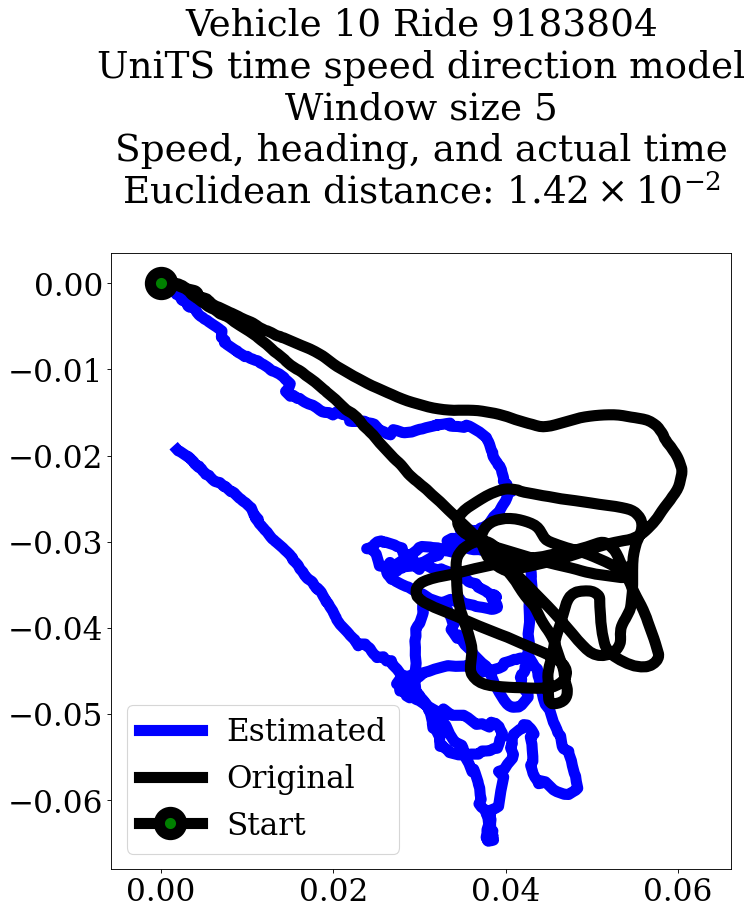 Vehicle 10 Ride 9183804
UniTS time speed direction model
Window size 5
Speed, heading, and actual time
Euclidean distance: 1.42 × 10⁻²
0.00
−0.01
−0.02
−0.03
−0.04
−0.05
−0.06
Estimated
Original
Start
0.00 0.02 0.04 0.06